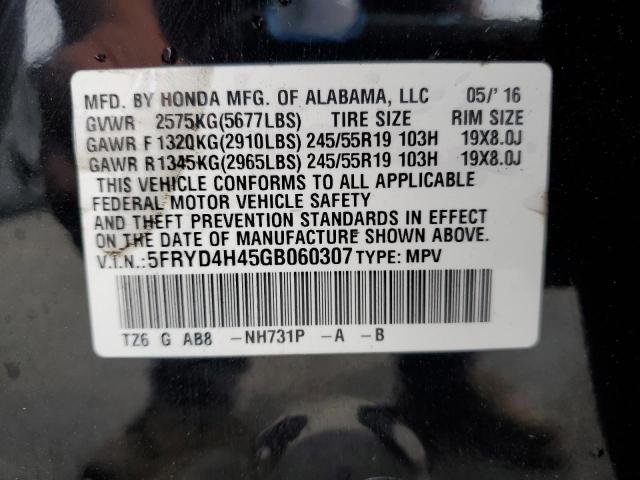 MFD. BY HONDA MFG. OF ALABAMA, LLC 05/'16
GVWR 2575KG(5677LBS) TIRE SIZE RIM SIZE
GAWR F 1320KG(2910LBS) 245/55R19 103H 19X8.0J
GAWR R1345KG(2965LBS) 245/55R19 103H 19X8.0J
THIS VEHICLE CONFORMS TO ALL APPLICABLE
FEDERAL MOTOR VEHICLE SAFETY
AND THEFT PREVENTION STANDARDS IN EFFECT
ON THE DATE OF MANUFACTURE SHOWN ABOVE.
V.I.N.:5FRYD4H45GB060307 TYPE: MPV
TZ6 G AB8 -NH731P -A -B